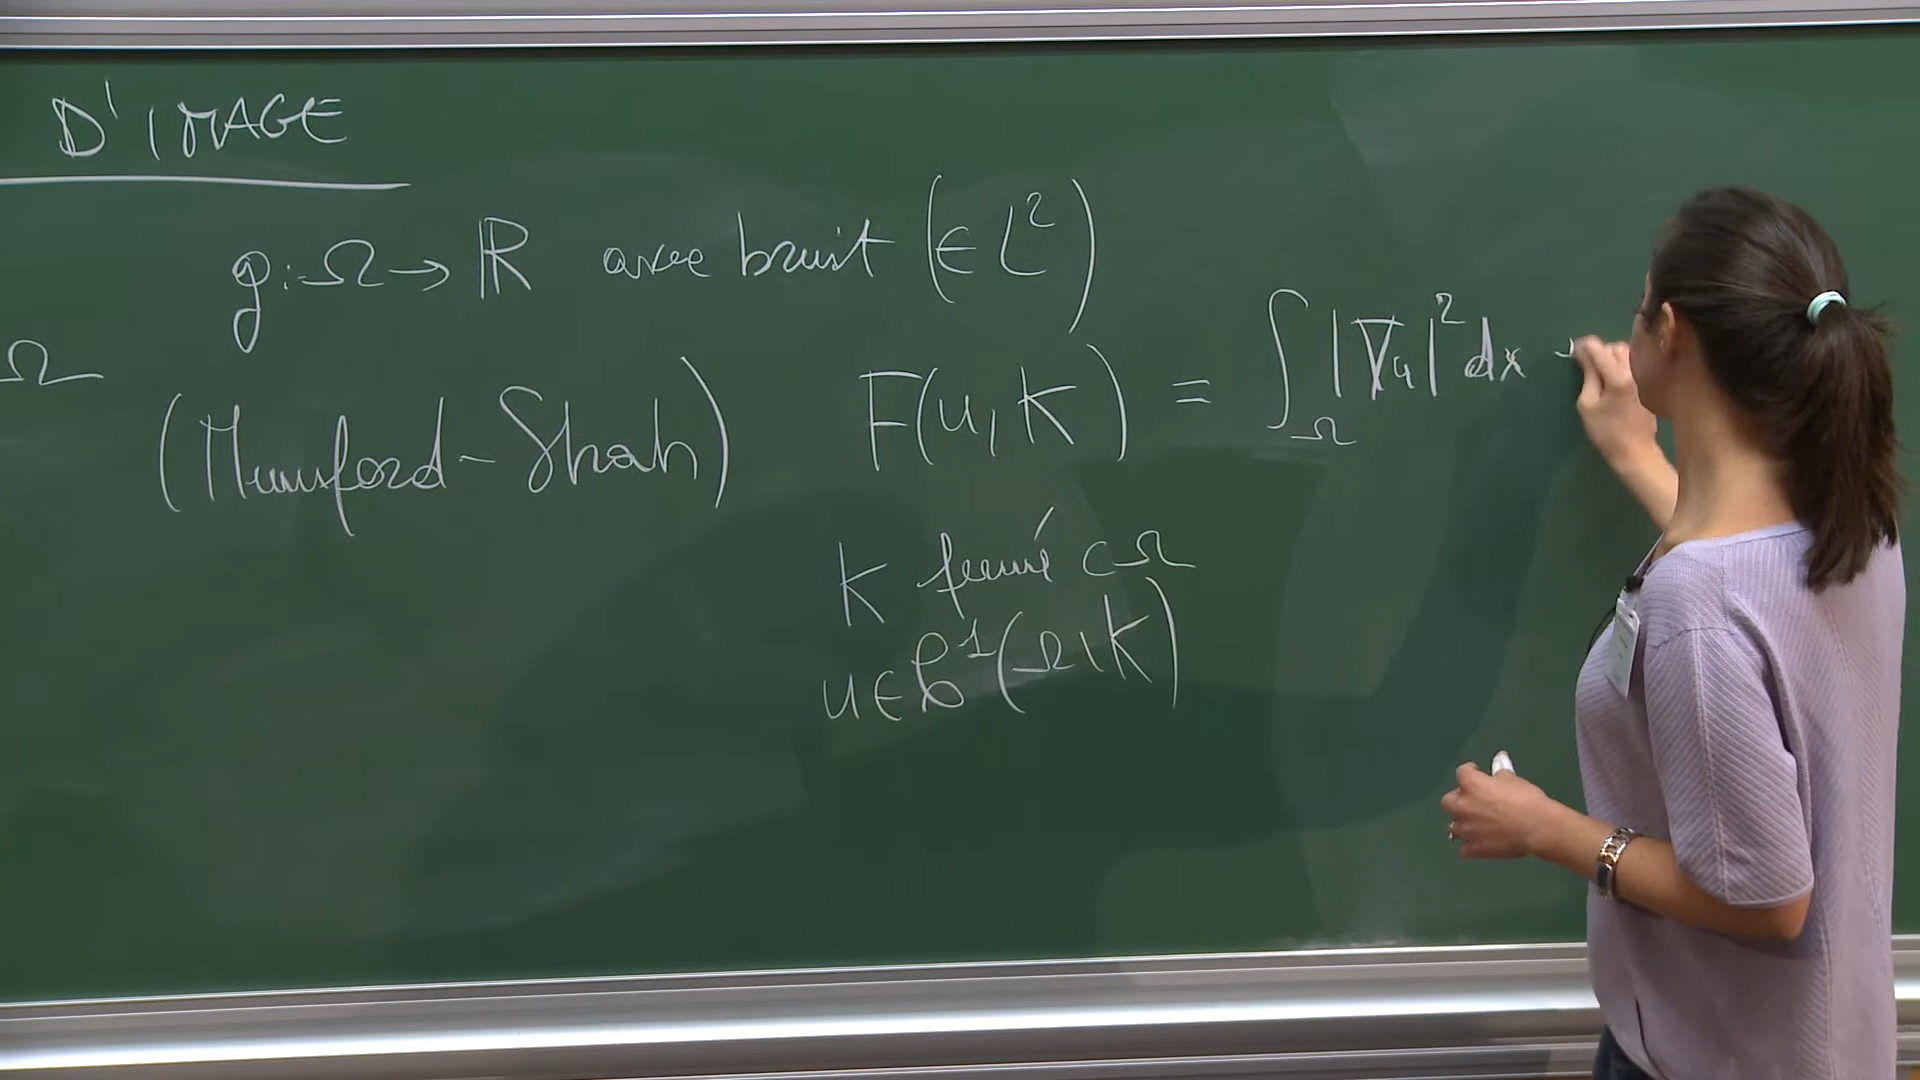 D'IMAGE
g: Ω → ℝ avec bruit (∈ L²)
Ω
(Mumford-Shah) F(u, K) = ∫_Ω |∇u|² dx +
K fermé ⊂ Ω
u ∈ C¹(Ω \ K)